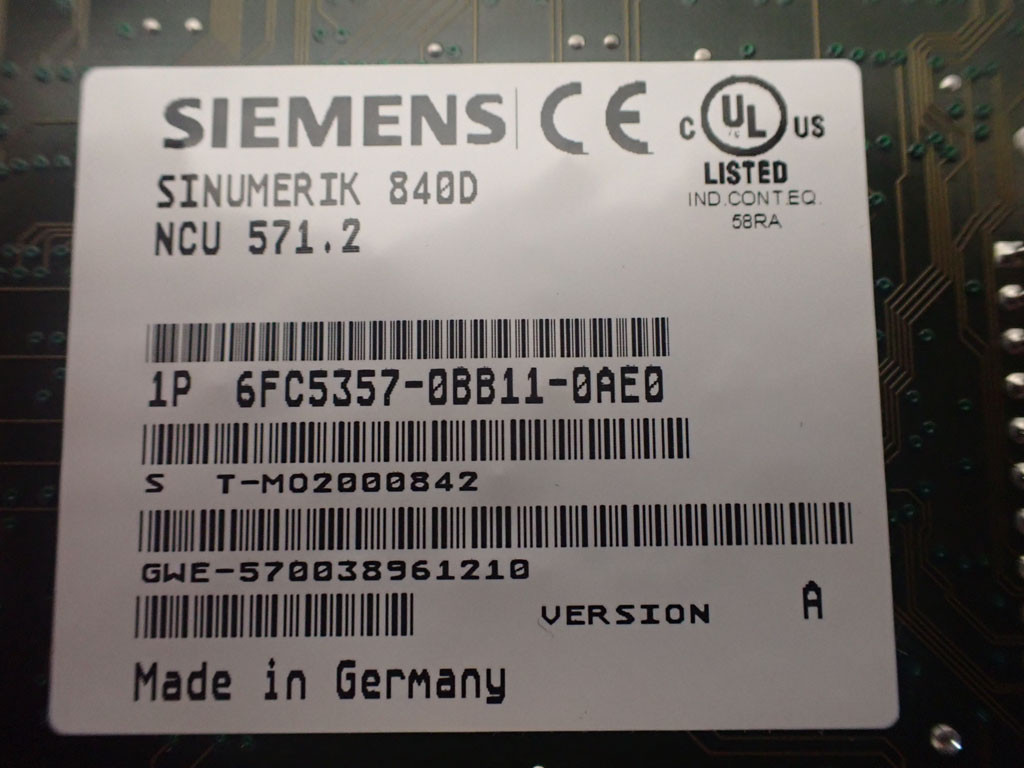 SIEMENS CE
C UL US
LISTED
IND.CONT.EQ.
58RA
SINUMERIK 840D
NCU 571.2
1P 6FC5357-0BB11-0AE0
S T-MO2000842
GWE-570038961210
VERSION A
Made in Germany